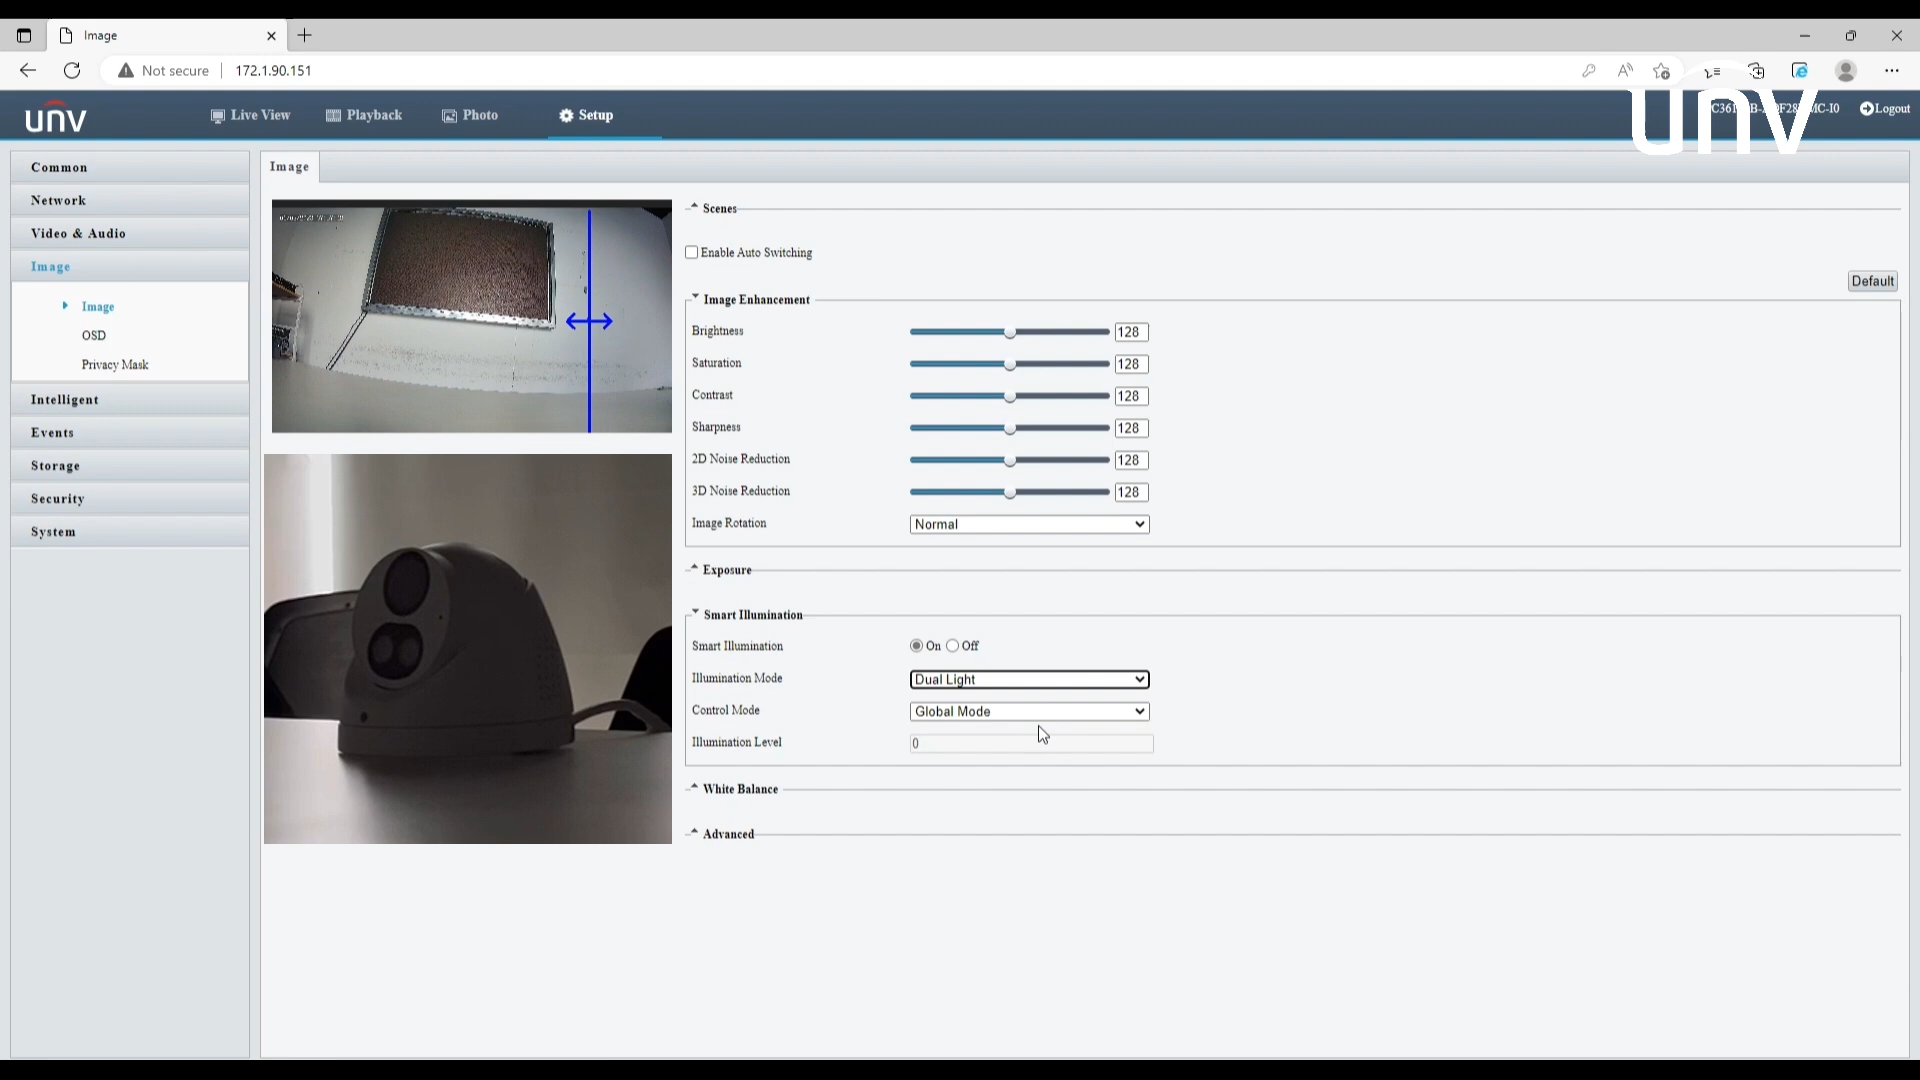 Image
Not secure
172.1.90.151
unv
Live View
Playback
Photo
Setup
Logout
unv
Common
Network
Video & Audio
Image
Image
OSD
Privacy Mask
Intelligent
Events
Storage
Security
System
Image
Scenes
Enable Auto Switching
Default
Image Enhancement
Brightness 128
Saturation 128
Contrast 128
Sharpness 128
2D Noise Reduction 128
3D Noise Reduction 128
Image Rotation Normal
Exposure
Smart Illumination
Smart Illumination On Off
Illumination Mode Dual Light
Control Mode Global Mode
Illumination Level 0
White Balance
Advanced